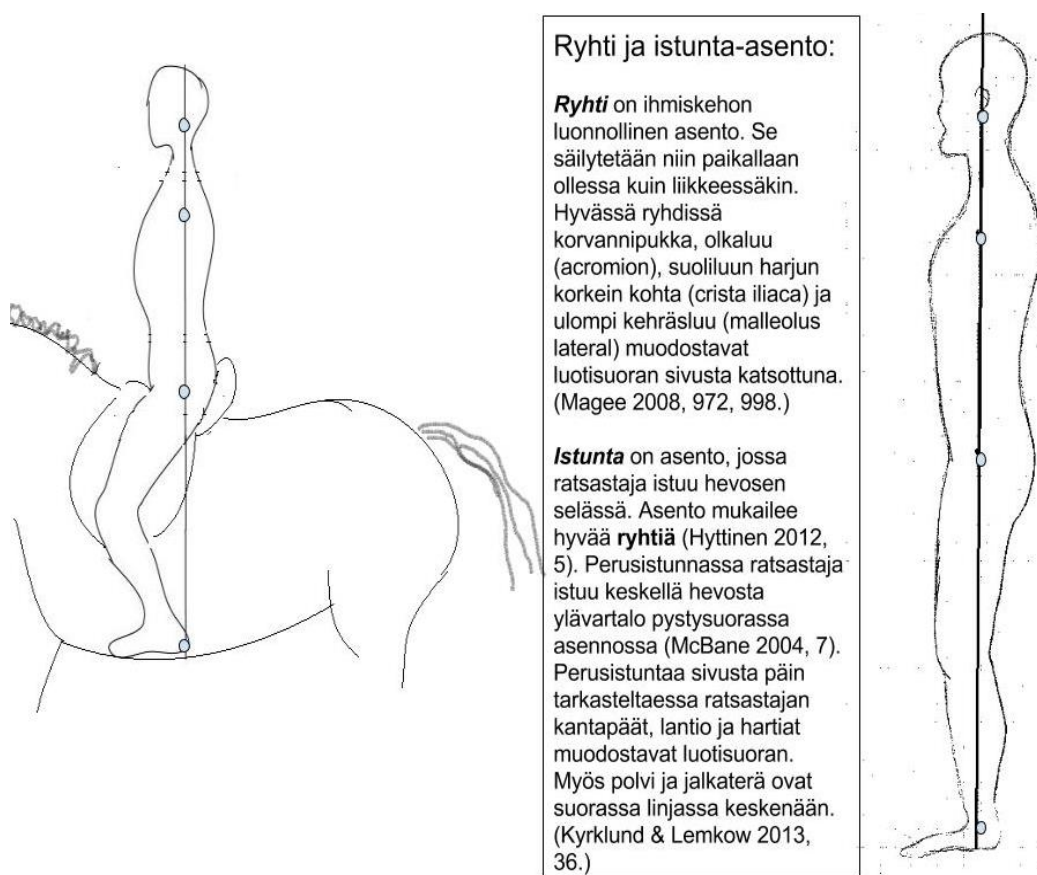 Ryhti ja istunta-asento:
Ryhti on ihmiskehon
luonnollinen asento. Se
säilytetään niin paikallaan
ollessa kuin liikkeessäkin.
Hyvässä ryhdissä
korvannipukka, olkaluu
(acromion), suoliluun harjun
korkein kohta (crista iliaca) ja
ulompi kehräsluu (malleolus
lateral) muodostavat
luotisuoran sivusta katsottuna.
(Magee 2008, 972, 998.)
Istunta on asento, jossa
ratsastaja istuu hevosen
selässä. Asento mukailee
hyvää ryhtiä (Hyttinen 2012,
5). Perusistunnassa ratsastaja
istuu keskellä hevosta
ylävartalo pystysuorassa
asennossa (McBane 2004, 7).
Perusistuntaa sivusta päin
tarkasteltaessa ratsastajan
kantapäät, lantio ja hartiat
muodostavat luotisuoran.
Myös polvi ja jalkaterä ovat
suorassa linjassa keskenään.
(Kyrklund & Lemkow 2013,
36.)